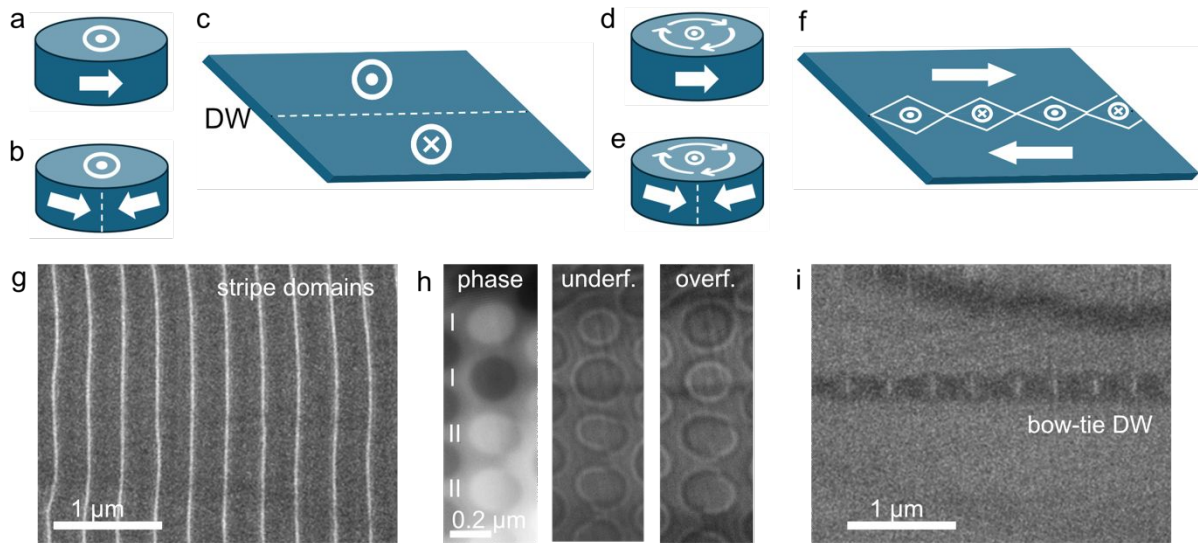 a
c
d
f
DW
b
e
g
stripe domains
1 µm
h
phase
underf.
overf.
I
I
II
II
0.2 µm
i
bow-tie DW
1 µm